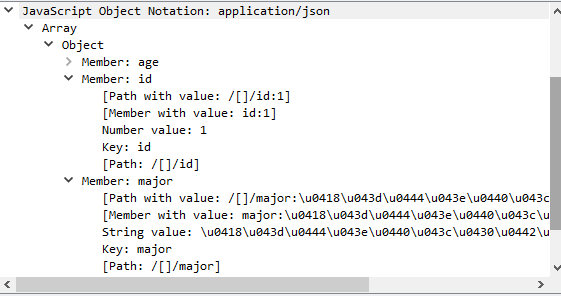 JavaScript Object Notation: application/json
Array
Object
Member: age
Member: id
[Path with value: /[]/id:1]
[Member with value: id:1]
Number value: 1
Key: id
[Path: /[]/id]
Member: major
[Path with value: /[]/major:\u0418\u043d\u0444\u043e\u0440\u043c
[Member with value: major:\u0418\u043d\u0444\u043e\u0440\u043c\u
String value: \u0418\u043d\u0444\u043e\u0440\u043c\u0430\u0442\u
Key: major
[Path: /[]/major]